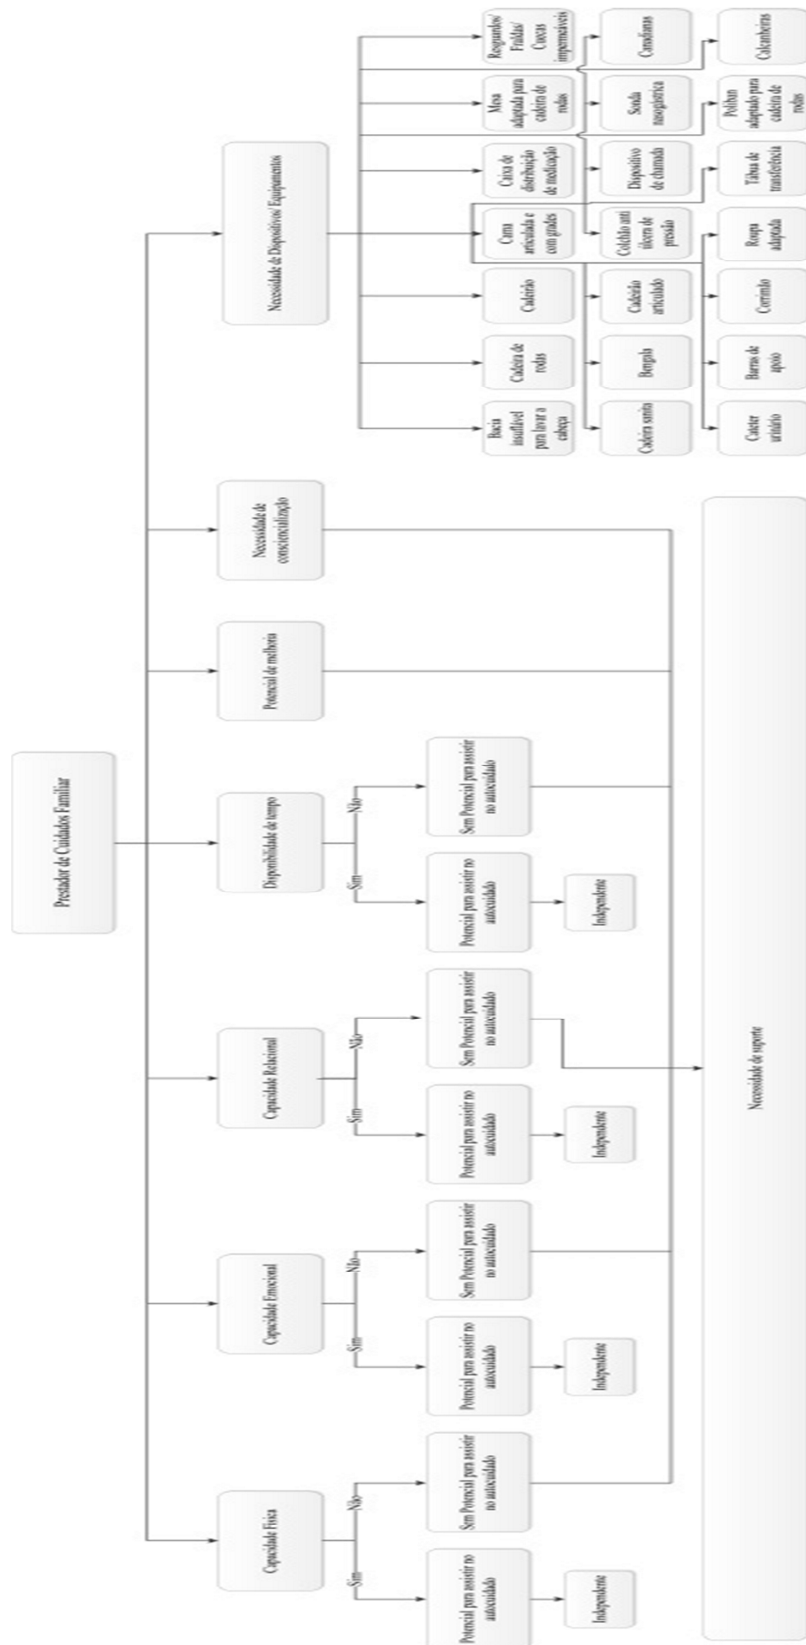 Prestador de Cuidados Familiar
Capacidade Física
Capacidade Emocional
Capacidade Relacional
Disponibilidade de tempo
Potencial de melhoria
Necessidade de
consciencialização
Necessidade de Dispositivos/ Equipamentos
Sim
Não
Sim
Não
Sim
Não
Sim
Não
Potencial para assistir no
autocuidado
Sem Potencial para assistir
no autocuidado
Potencial para assistir no
autocuidado
Sem Potencial para assistir
no autocuidado
Potencial para assistir no
autocuidado
Sem Potencial para assistir
no autocuidado
Potencial para assistir no
autocuidado
Sem Potencial para assistir
no autocuidado
Independente
Independente
Independente
Independente
Necessidade de suporte
Bacia
insuflável
para lavar a
cabeça
Cadeira de
rodas
Cadeirão
Cama
articulada e
com grades
Caixa de
distribuição
de medicação
Mesa
adaptada para
cadeira de
rodas
Resguardos/
Fraldas/
Cuecas
impermeáveis
Cadeira sanita
Bengala
Cadeirão
articulado
Colchão anti
úlcera de
pressão
Dispositivo
de chamada
Sonda
nasogástrica
Canadianas
Cateter
urinário
Barras de
apoio
Corrimão
Roupa
adaptada
Tábua de
transferência
Poliban
adaptado para
cadeira de
rodas
Calcanheiras